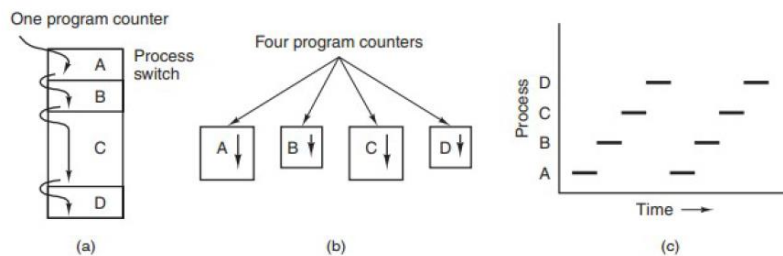 One program counter
Process
switch
A
B
C
D
(a)
Four program counters
A
B
C
D
(b)
Process
D
C
B
A
Time
(c)